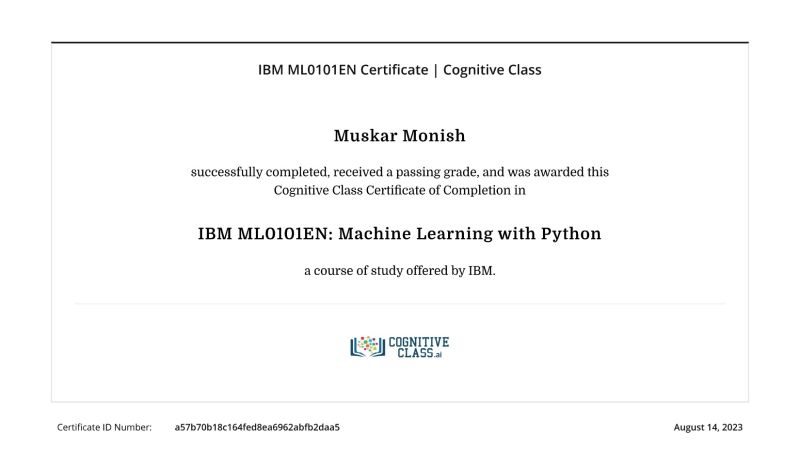 IBM ML0101EN Certificate | Cognitive Class
Muskar Monish
successfully completed, received a passing grade, and was awarded this
Cognitive Class Certificate of Completion in
IBM ML0101EN: Machine Learning with Python
a course of study offered by IBM.
COGNITIVE
CLASS.ai
Certificate ID Number: a57b70b18c164fed8ea6962abfb2daa5
August 14, 2023